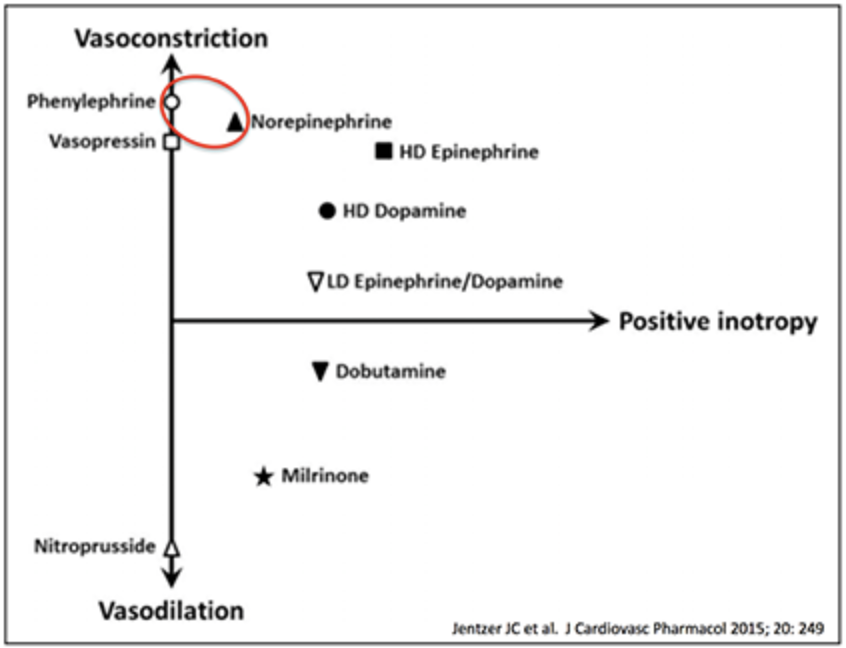 Vasoconstriction
Phenylephrine
Norepinephrine
Vasopressin
HD Epinephrine
HD Dopamine
LD Epinephrine/Dopamine
Positive inotropy
Dobutamine
Milrinone
Nitroprusside
Vasodilation
Jentzer JC et al. J Cardiovasc Pharmacol 2015; 20: 249